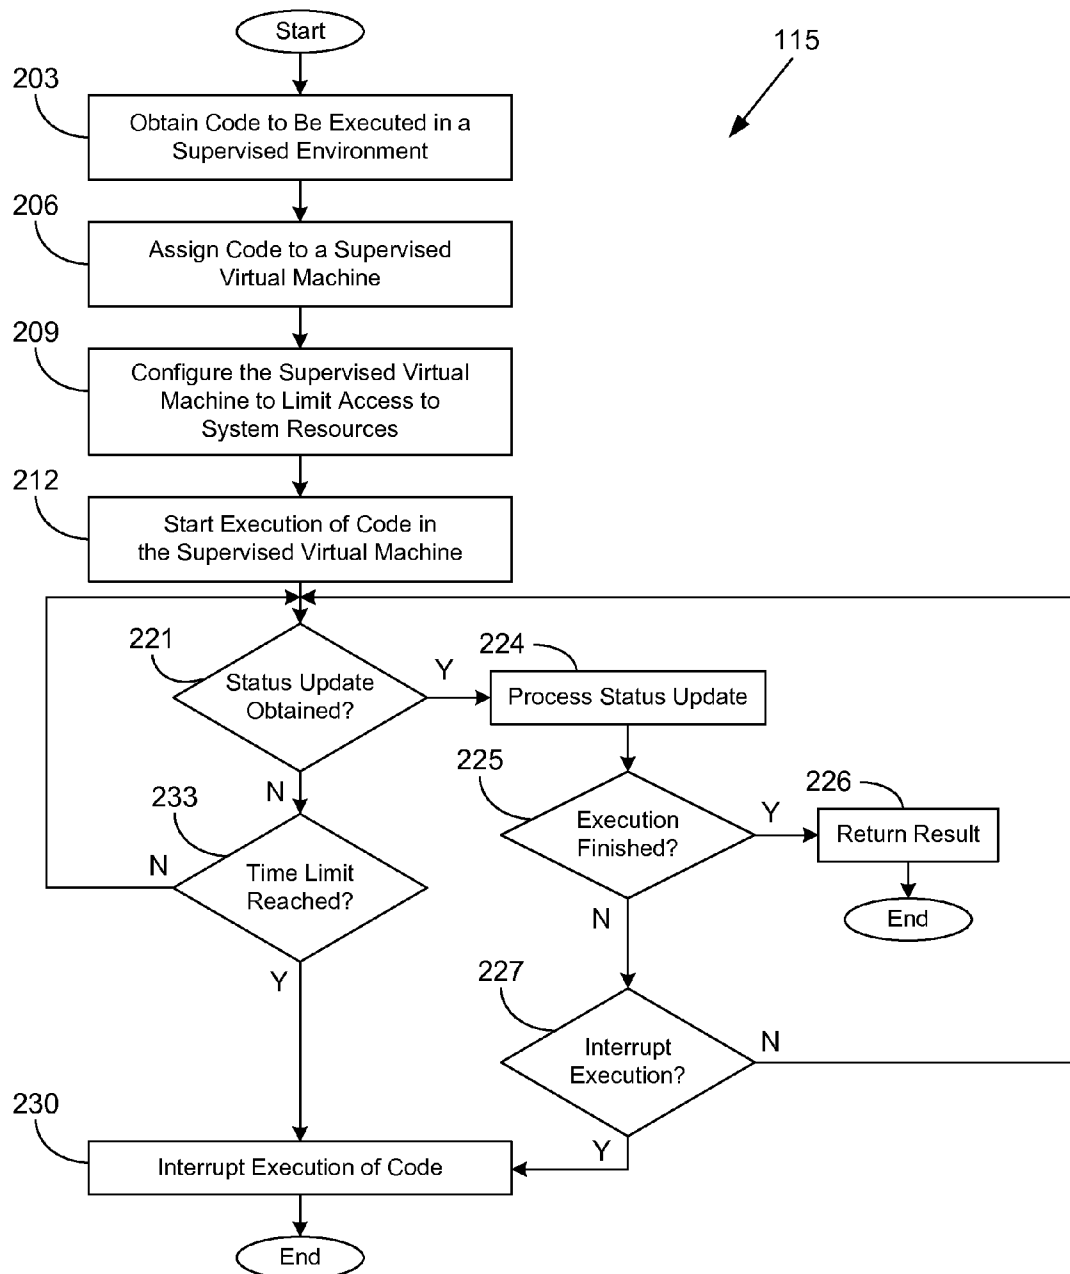 Start
115
203
Obtain Code to Be Executed in a
Supervised Environment
206
Assign Code to a Supervised
Virtual Machine
209
Configure the Supervised Virtual
Machine to Limit Access to
System Resources
212
Start Execution of Code in
the Supervised Virtual Machine
221
Status Update
Obtained?
Y
224
Process Status Update
N
233
Time Limit
Reached?
N
Y
225
Execution
Finished?
Y
226
Return Result
End
N
227
Interrupt
Execution?
N
Y
230
Interrupt Execution of Code
End